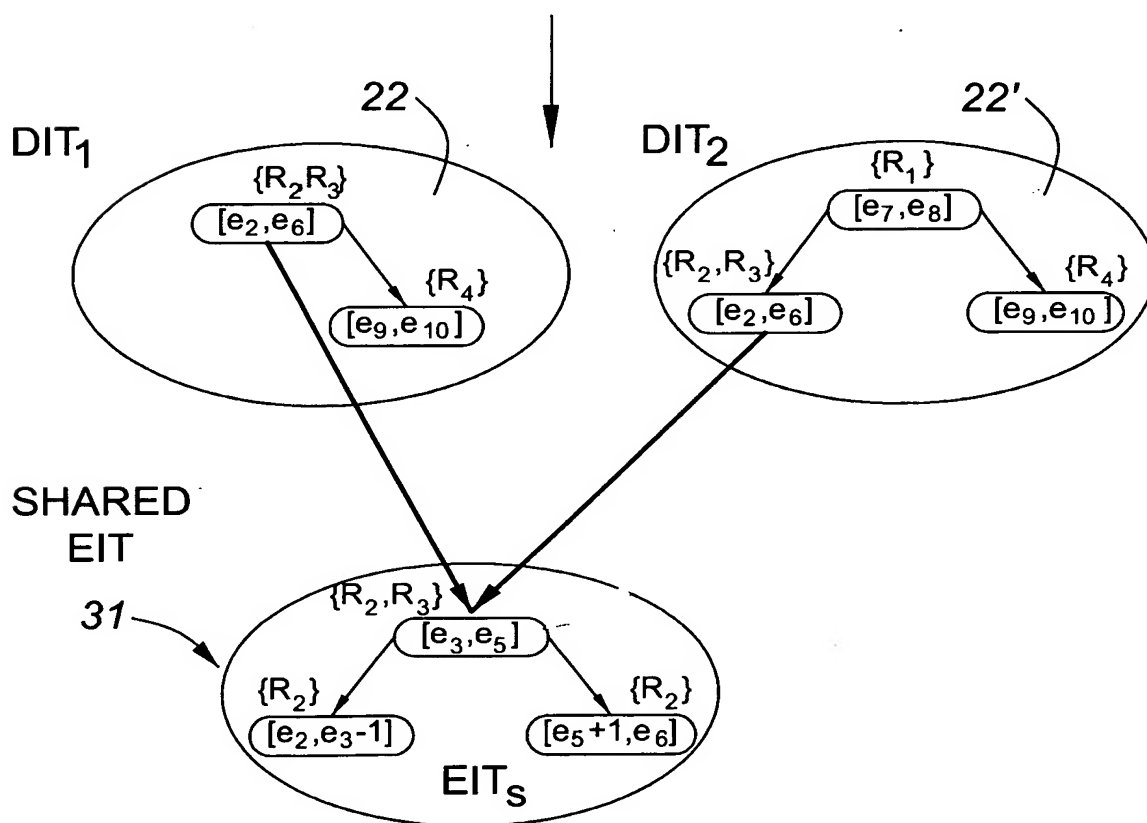 22
22'
DIT₁
DIT₂
{R₂R₃}
[e₂,e₆]
{R₄}
[e₉,e₁₀]
{R₁}
[e₇,e₈]
{R₂,R₃}
[e₂,e₆]
{R₄}
[e₉,e₁₀]
SHARED
EIT
31
{R₂,R₃}
[e₃,e₅]
{R₂}
[e₂,e₃-1]
{R₂}
[e₅+1,e₆]
EITₛ